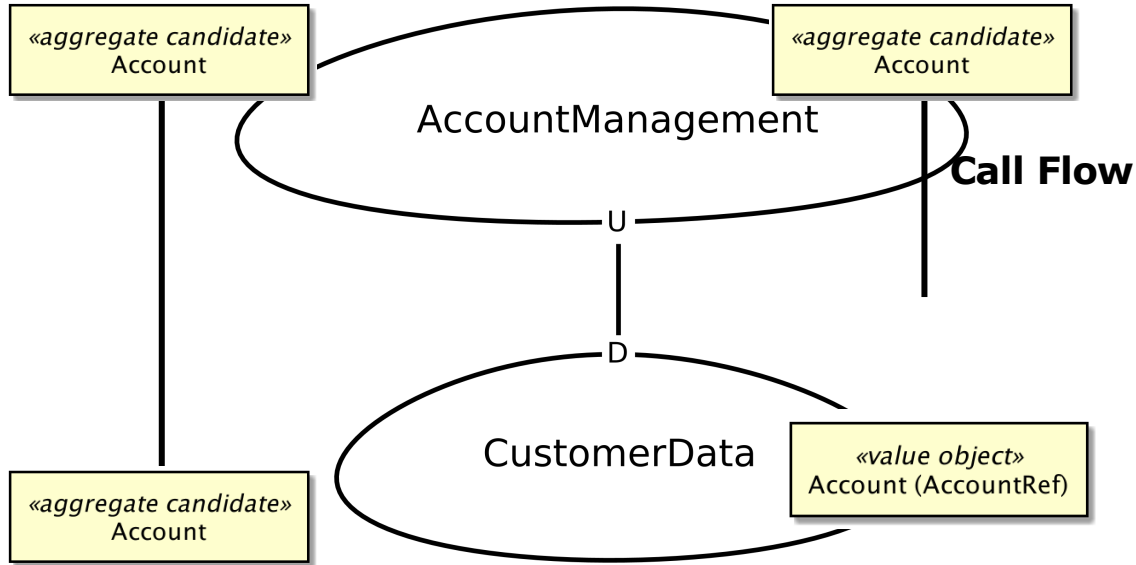 «aggregate candidate»
Account
«aggregate candidate»
Account
AccountManagement
Call Flow
U
D
CustomerData
«value object»
Account (AccountRef)
«aggregate candidate»
Account